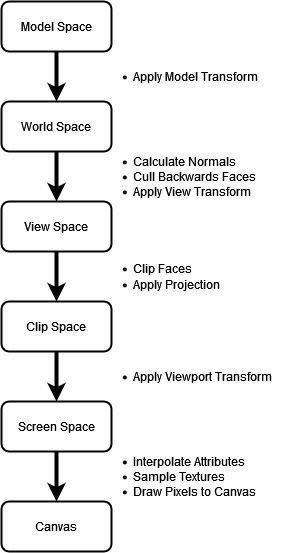 Model Space
• Apply Model Transform
World Space
• Calculate Normals
• Cull Backwards Faces
• Apply View Transform
View Space
• Clip Faces
• Apply Projection
Clip Space
• Apply Viewport Transform
Screen Space
• Interpolate Attributes
• Sample Textures
• Draw Pixels to Canvas
Canvas